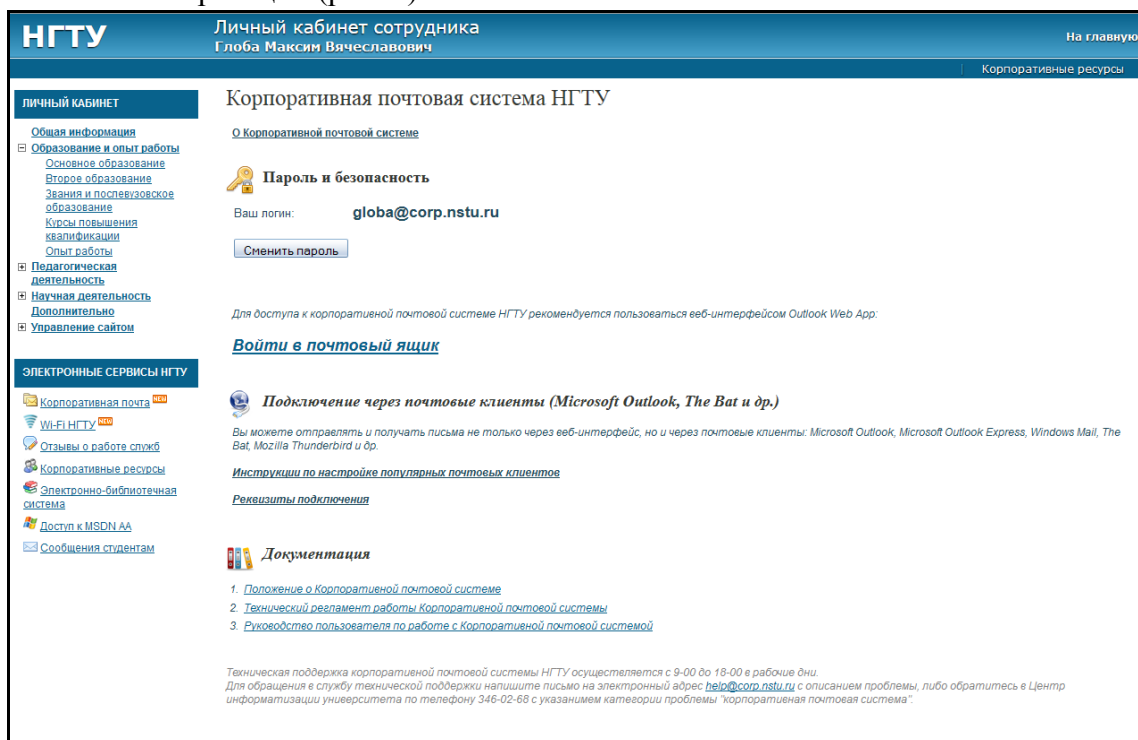 НГТУ
Личный кабинет сотрудника
Глоба Максим Вячеславович
На главную
Корпоративные ресурсы
ЛИЧНЫЙ КАБИНЕТ
Общая информация
Образование и опыт работы
Основное образование
Второе образование
Звания и послевузовское
образование
Курсы повышения
квалификации
Опыт работы
Педагогическая
деятельность
Научная деятельность
Дополнительно
Управление сайтом
ЭЛЕКТРОННЫЕ СЕРВИСЫ НГТУ
Корпоративная почта NEW
Wi-Fi НГТУ NEW
Отзывы о работе служб
Корпоративные ресурсы
Электронно-библиотечная
система
Доступ к MSDN AA
Сообщения студентам
Корпоративная почтовая система НГТУ
О Корпоративной почтовой системе
Пароль и безопасность
Ваш логин: globa@corp.nstu.ru
Сменить пароль
Для доступа к корпоративной почтовой системе НГТУ рекомендуется пользоваться веб-интерфейсом Outlook Web App:
Войти в почтовый ящик
Подключение через почтовые клиенты (Microsoft Outlook, The Bat и др.)
Вы можете отправлять и получать письма не только через веб-интерфейс, но и через почтовые клиенты: Microsoft Outlook, Microsoft Outlook Express, Windows Mail, The
Bat, Mozilla Thunderbird и др.
Инструкции по настройке популярных почтовых клиентов
Реквизиты подключения
Документация
1. Положение о Корпоративной почтовой системе
2. Технический регламент работы Корпоративной почтовой системы
3. Руководство пользователя по работе с Корпоративной почтовой системой
Техническая поддержка корпоративной почтовой системы НГТУ осуществляется с 9-00 до 18-00 в рабочие дни.
Для обращения в службу технической поддержки напишите письмо на электронный адрес help@corp.nstu.ru с описанием проблемы, либо обратитесь в Центр
информатизации университета по телефону 346-02-68 с указанимем категории проблемы "корпоративная почтовая система".